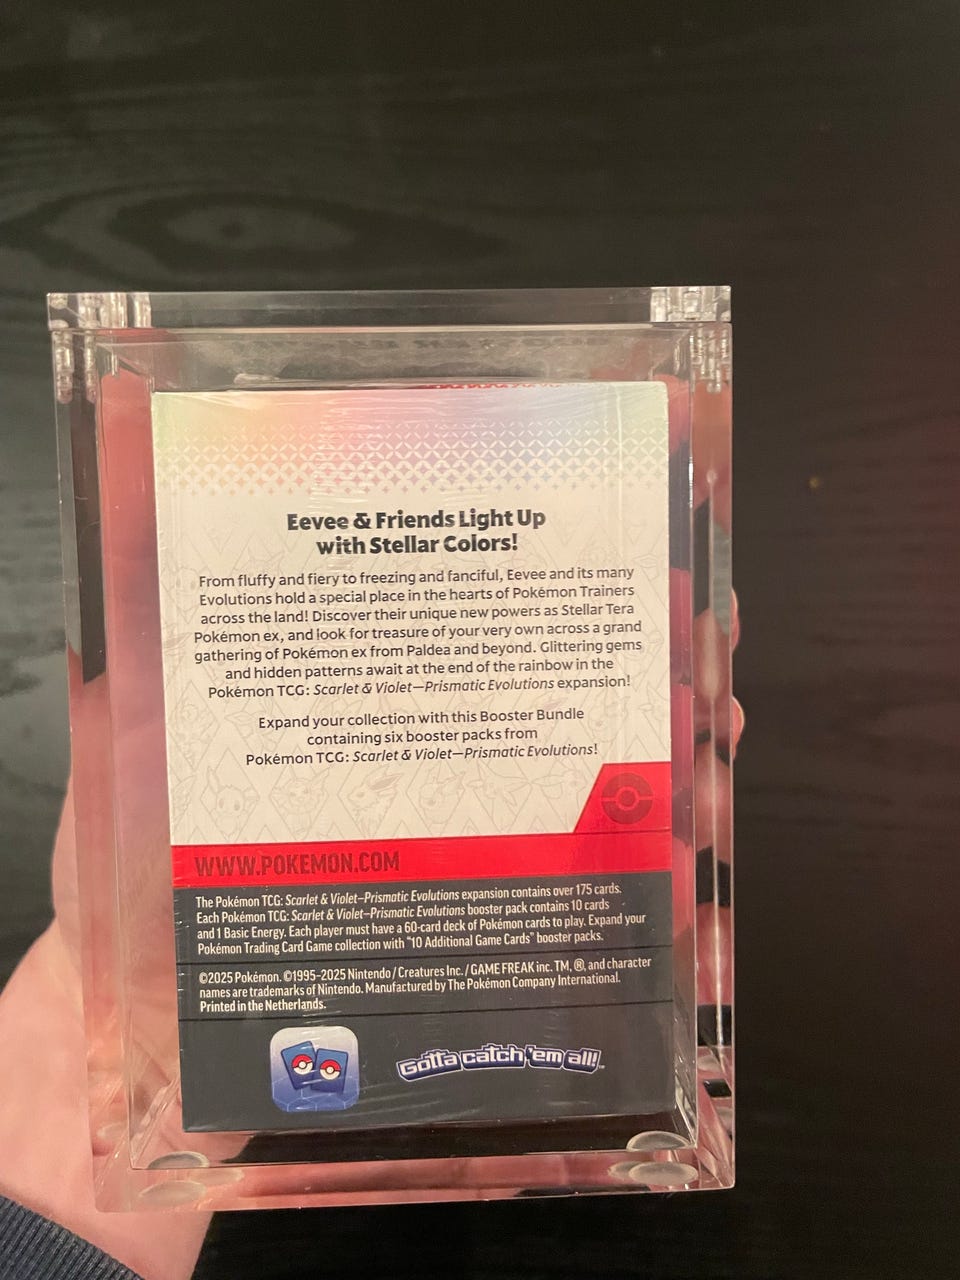 Eevee & Friends Light Up
with Stellar Colors!
From fluffy and fiery to freezing and fanciful, Eevee and its many
Evolutions hold a special place in the hearts of Pokémon Trainers
across the land! Discover their unique new powers as Stellar Tera
Pokémon ex, and look for treasure of your very own across a grand
gathering of Pokémon ex from Paldea and beyond. Glittering gems
and hidden patterns await at the end of the rainbow in the
Pokémon TCG: Scarlet & Violet—Prismatic Evolutions expansion!
Expand your collection with this Booster Bundle
containing six booster packs from
Pokémon TCG: Scarlet & Violet—Prismatic Evolutions!
WWW.POKEMON.COM
The Pokémon TCG: Scarlet & Violet—Prismatic Evolutions expansion contains over 175 cards.
Each Pokémon TCG: Scarlet & Violet—Prismatic Evolutions booster pack contains 10 cards
and 1 Basic Energy. Each player must have a 60-card deck of Pokémon cards to play. Expand your
Pokémon Trading Card Game collection with "10 Additional Game Cards" booster packs.
©2025 Pokémon. ©1995–2025 Nintendo / Creatures Inc. / GAME FREAK inc. TM, ®, and character
names are trademarks of Nintendo. Manufactured by The Pokémon Company International.
Printed in the Netherlands.
Gotta catch 'em all!™